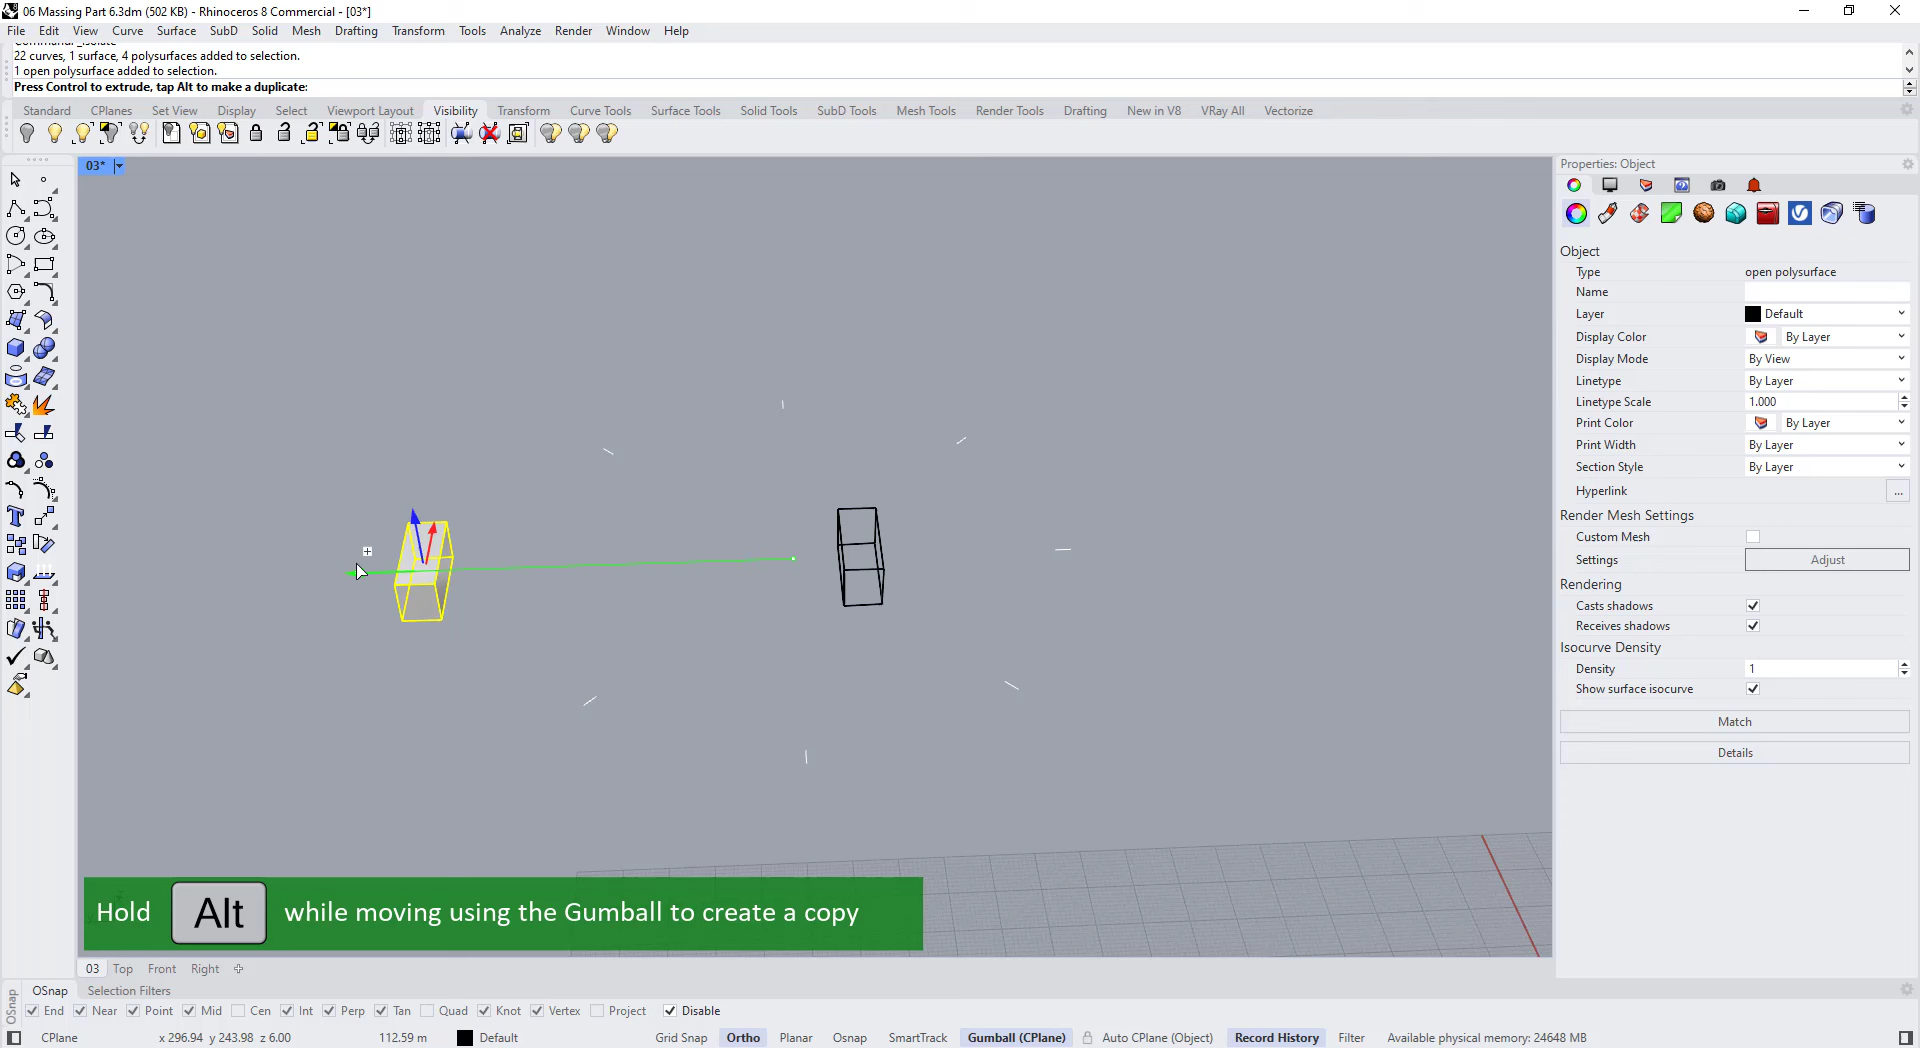 06 Massing Part 6.3dm (502 KB) - Rhinoceros 8 Commercial - [03*]
File Edit View Curve Surface SubD Solid Mesh Drafting Transform Tools Analyze Render Window Help
22 curves, 1 surface, 4 polysurfaces added to selection.
1 open polysurface added to selection.
Press Control to extrude, tap Alt to make a duplicate:
Standard CPlanes Set View Display Select Viewport Layout Visibility Transform Curve Tools Surface Tools Solid Tools SubD Tools Mesh Tools Render Tools Drafting New in V8 VRay All Vectorize
03*
Properties: Object
Object
Type open polysurface
Name
Layer Default
Display Color By Layer
Display Mode By View
Linetype By Layer
Linetype Scale 1.000
Print Color By Layer
Print Width By Layer
Section Style By Layer
Hyperlink ...
Render Mesh Settings
Custom Mesh
Settings Adjust
Rendering
Casts shadows
Receives shadows
Isocurve Density
Density 1
Show surface isocurve
Match
Details
Hold Alt while moving using the Gumball to create a copy
03 Top Front Right
OSnap Selection Filters
OSnap
End Near Point Mid Cen Int Perp Tan Quad Knot Vertex Project Disable
CPlane x 296.94 y 243.98 z 6.00 112.59 m Default Grid Snap Ortho Planar Osnap SmartTrack Gumball (CPlane) Auto CPlane (Object) Record History Filter Available physical memory: 24648 MB